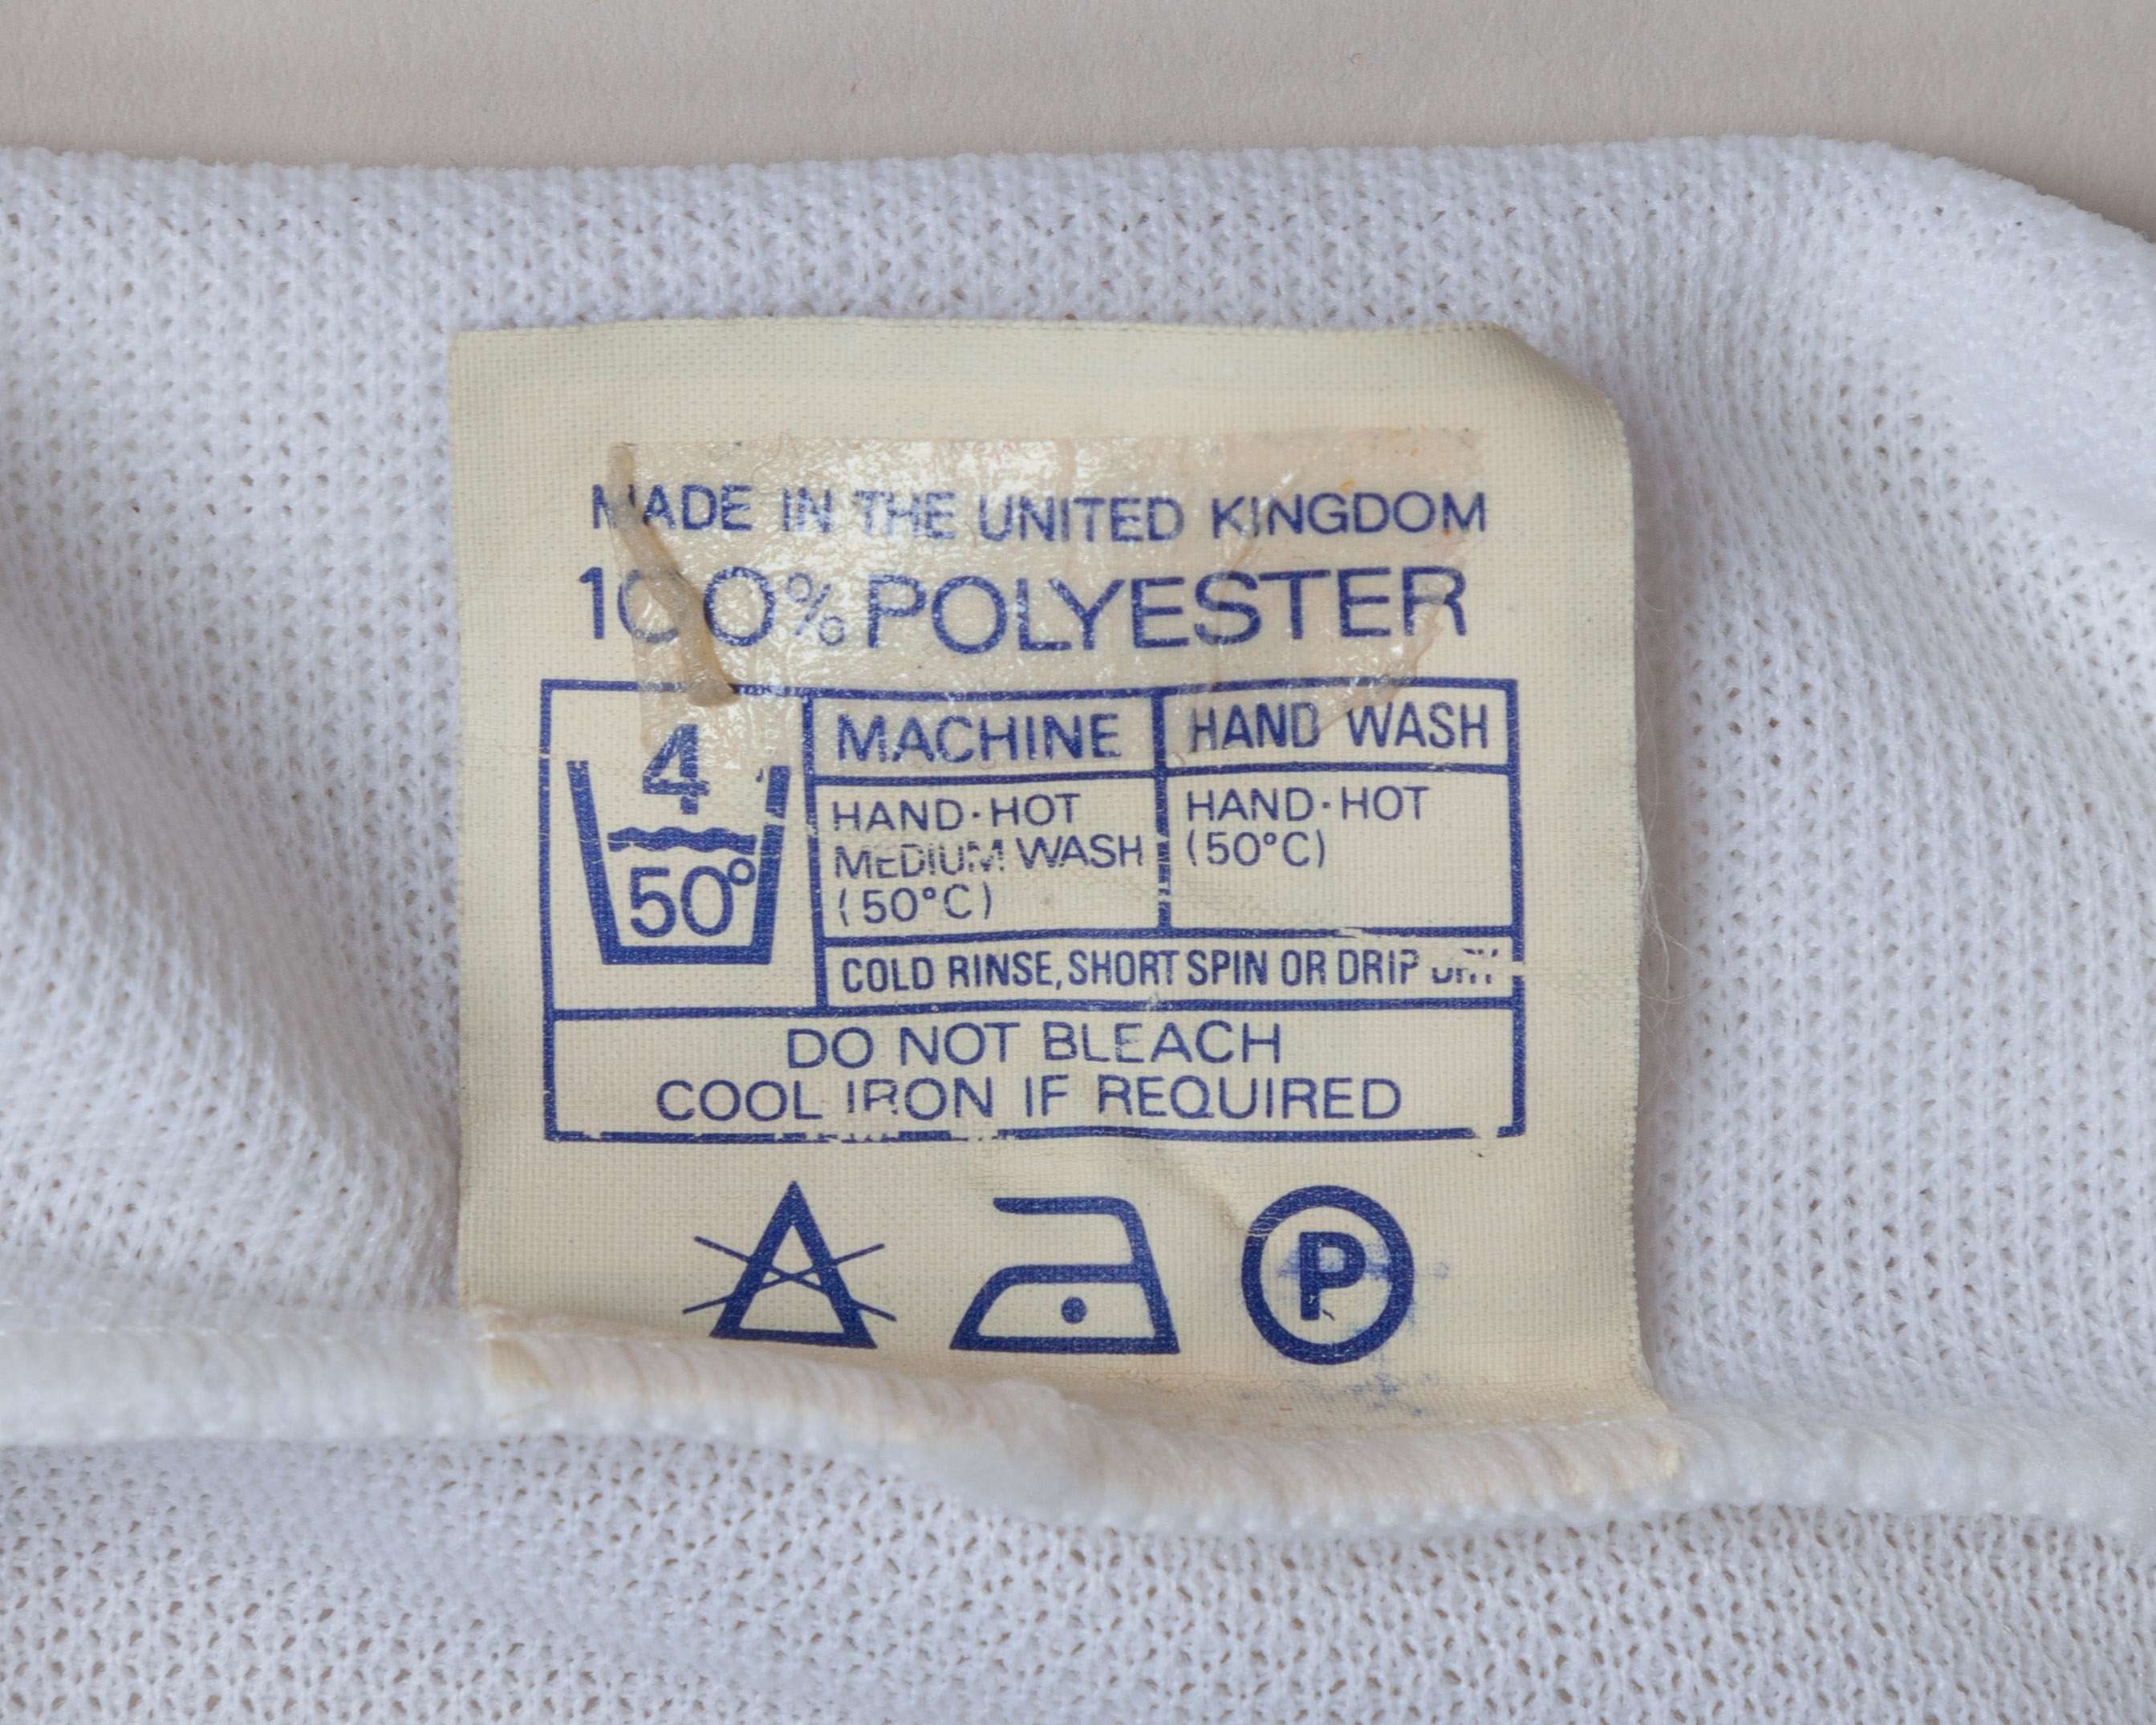 MADE IN THE UNITED KINGDOM
100% POLYESTER
4
50°
MACHINE
HAND·HOT
MEDIUM WASH
(50°C)
HAND WASH
HAND·HOT
(50°C)
COLD RINSE, SHORT SPIN OR DRIP DRY
DO NOT BLEACH
COOL IRON IF REQUIRED
P